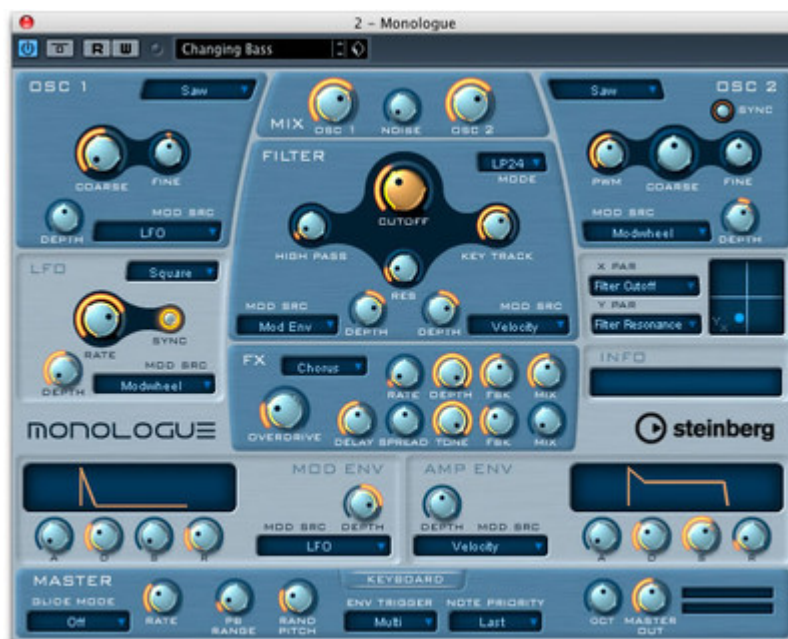 2 - Monologue
R W Changing Bass
OSC 1 Saw
COARSE FINE
MOD SRC
DEPTH LFO
MIX OSC 1 NOISE OSC 2
FILTER
LP24
MODE
CUTOFF
HIGH PASS KEY TRACK
RES
MOD SRC MOD SRC
Mod Env DEPTH DEPTH Velocity
Saw OSC 2
SYNC
PWM COARSE FINE
MOD SRC
Modwheel DEPTH
LFO Square
RATE SYNC
MOD SRC
DEPTH Modwheel
X PAR
Filter Cutoff
Y PAR
Filter Resonance
Y X
FX Chorus
RATE DEPTH FBK MIX
OVERDRIVE DELAY SPREAD TONE FBK MIX
INFO
MONOLOGUE
steinberg
MOD ENV
MOD SRC DEPTH
A D S R LFO
AMP ENV
DEPTH MOD SRC
Velocity A D S R
MASTER KEYBOARD
GLIDE MODE
Off RATE PB RANGE RAND PITCH
ENV TRIGGER NOTE PRIORITY
Multi Last
OCT MASTER OUT